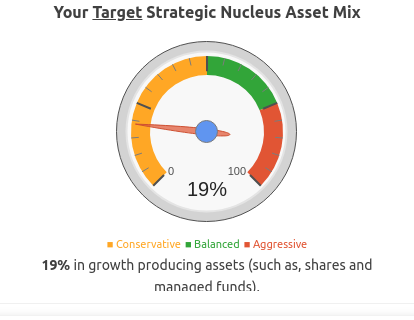 Your Target Strategic Nucleus Asset Mix
0 100
19%
Conservative Balanced Aggressive
19% in growth producing assets (such as, shares and
managed funds).